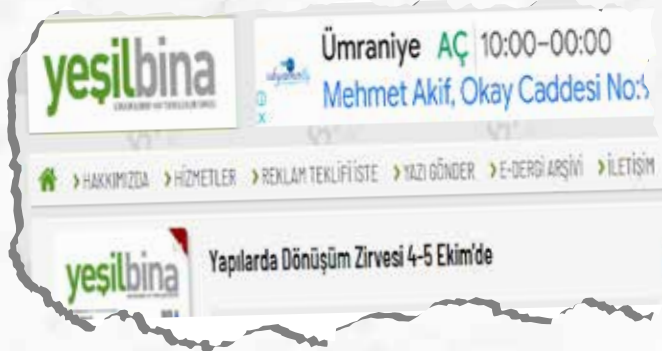 yeşilbina
Ümraniye AÇ 10:00–00:00
Mehmet Akif, Okay Caddesi No:
HAKKIMIZDA HİZMETLER REKLAM TEKLİFİ İSTE YAZI GÖNDER E-DERGİ ARŞİVİ İLETİŞİM
yeşilbina
Yapılarda Dönüşüm Zirvesi 4-5 Ekim'de